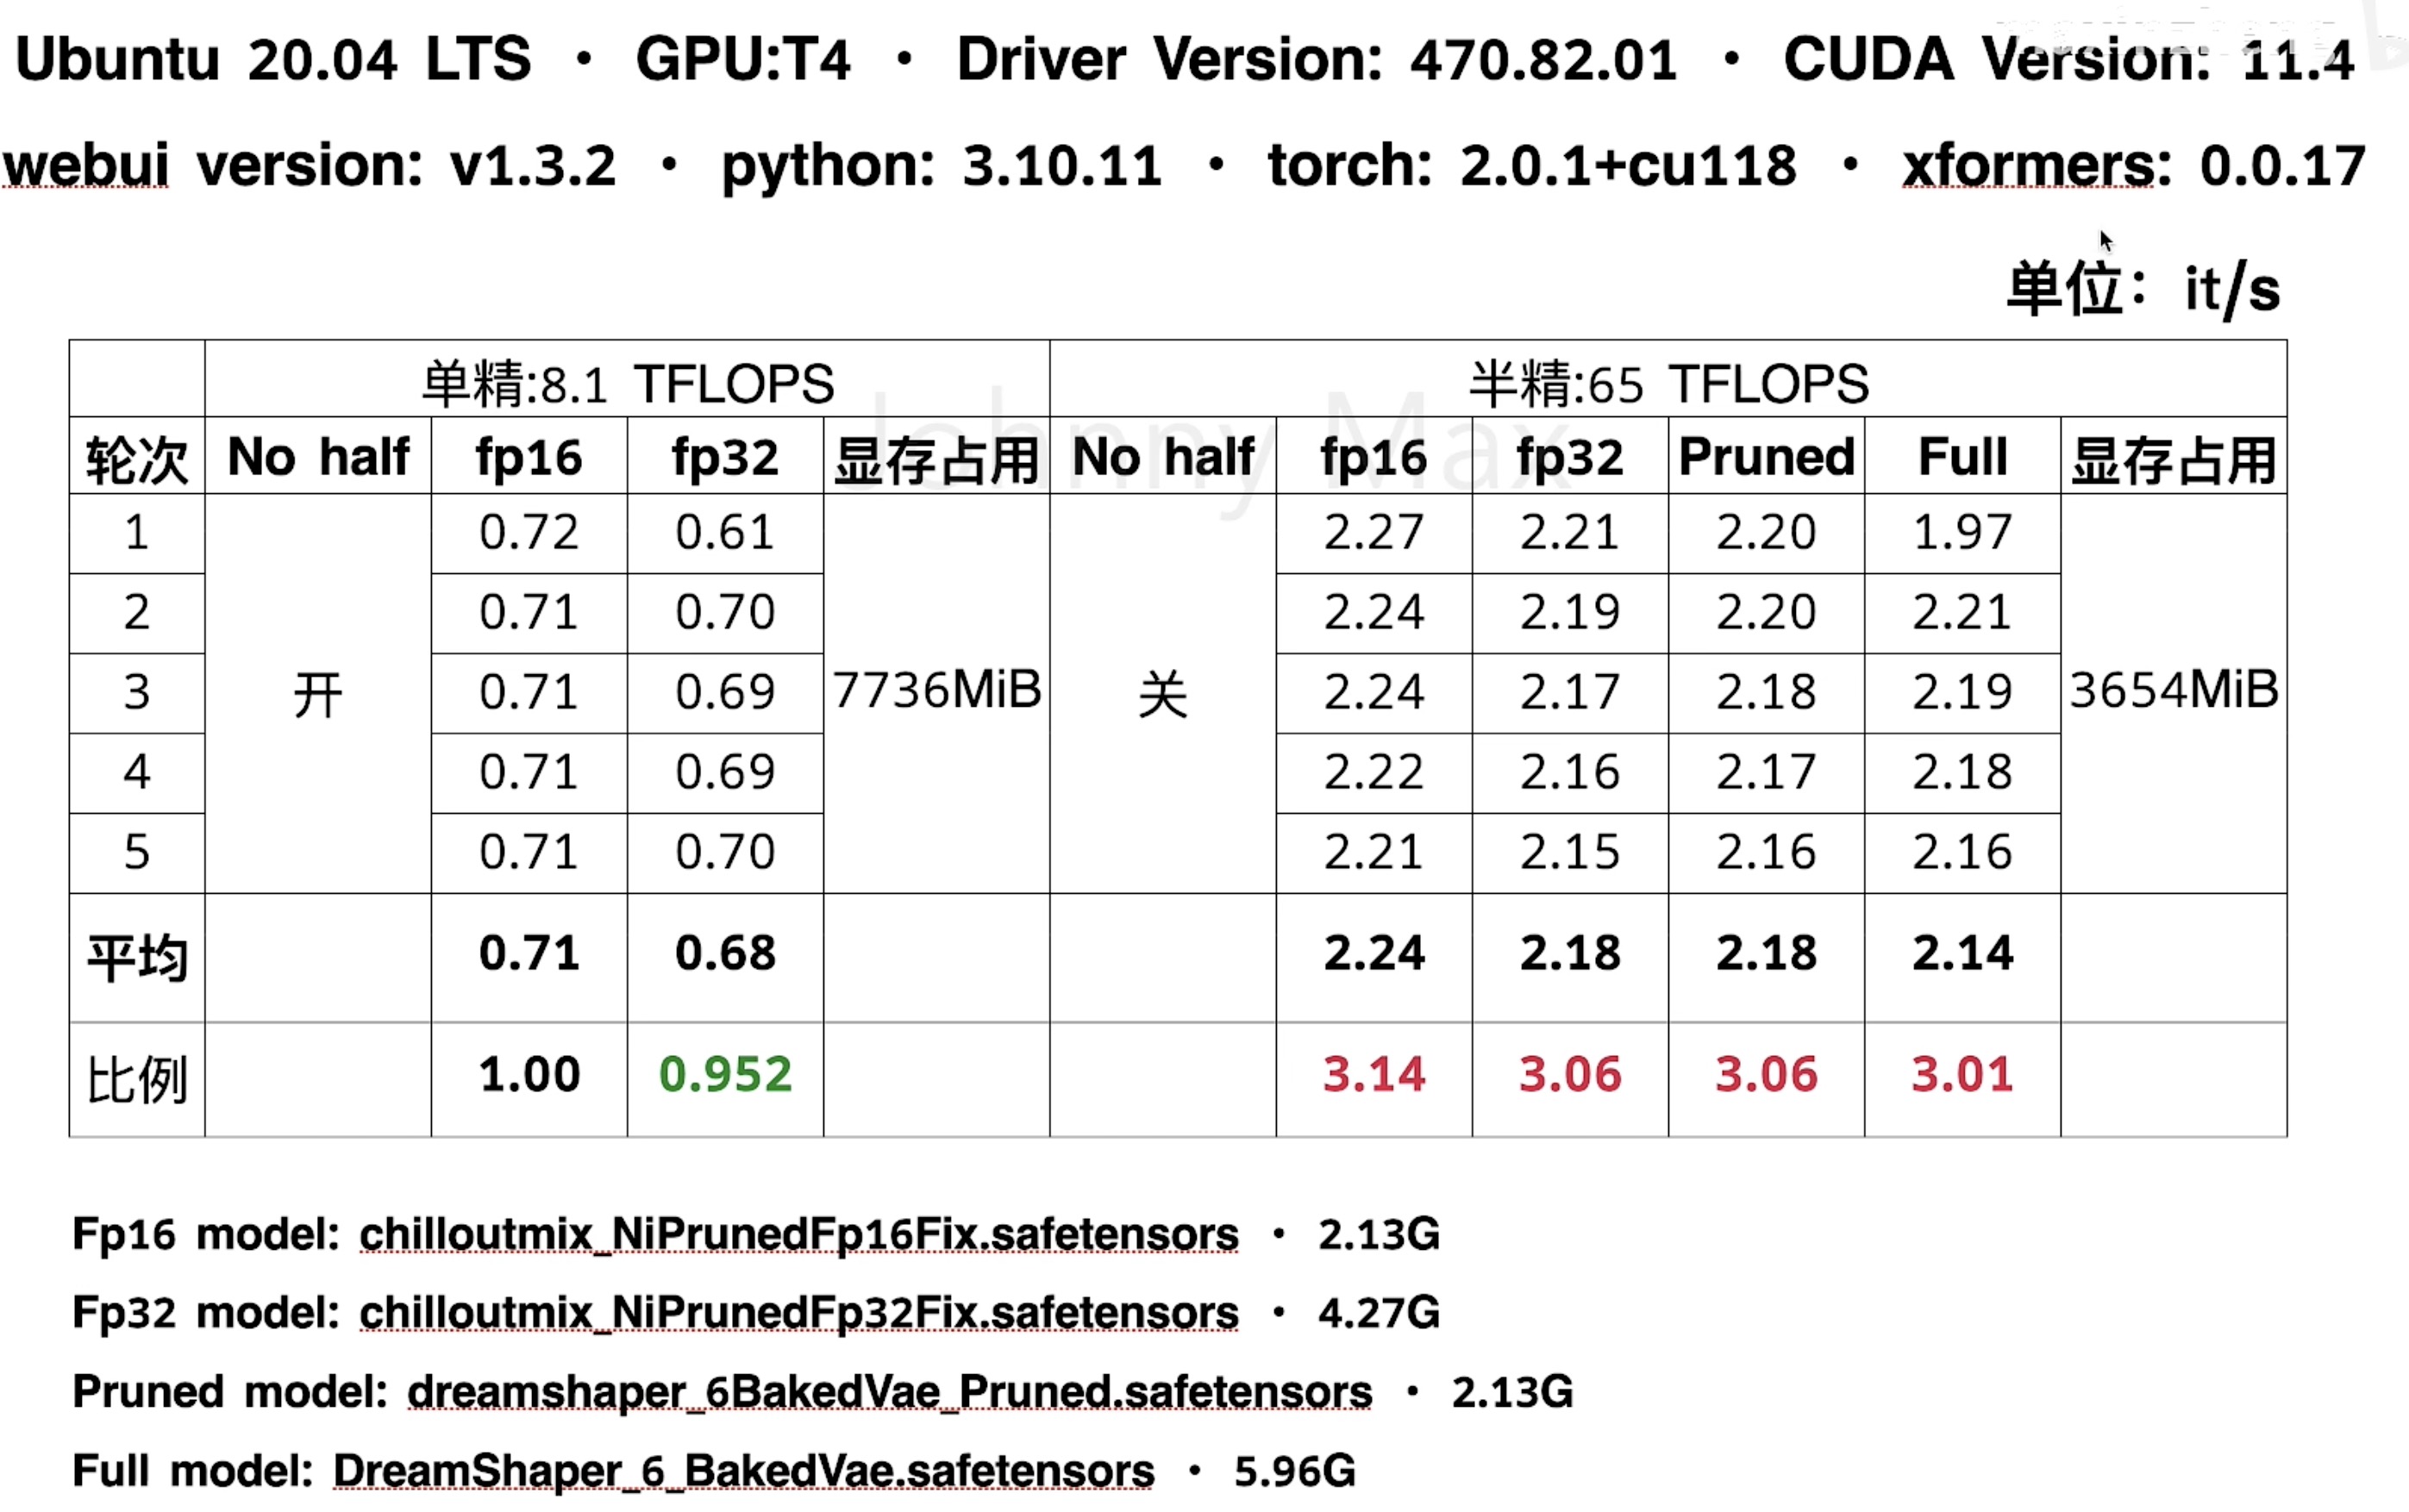 Ubuntu 20.04 LTS • GPU:T4 • Driver Version: 470.82.01 • CUDA Version: 11.4
webui version: v1.3.2 • python: 3.10.11 • torch: 2.0.1+cu118 • xformers: 0.0.17
单位：it/s
单精:8.1 TFLOPS 半精:65 TFLOPS
轮次 No half fp16 fp32 显存占用 No half fp16 fp32 Pruned Full 显存占用
Johnny Max
1 0.72 0.61 2.27 2.21 2.20 1.97
2 0.71 0.70 2.24 2.19 2.20 2.21
3 开 0.71 0.69 7736MiB 关 2.24 2.17 2.18 2.19 3654MiB
4 0.71 0.69 2.22 2.16 2.17 2.18
5 0.71 0.70 2.21 2.15 2.16 2.16
平均 0.71 0.68 2.24 2.18 2.18 2.14
比例 1.00 0.952 3.14 3.06 3.06 3.01
Fp16 model: chilloutmix_NiPrunedFp16Fix.safetensors • 2.13G
Fp32 model: chilloutmix_NiPrunedFp32Fix.safetensors • 4.27G
Pruned model: dreamshaper_6BakedVae_Pruned.safetensors • 2.13G
Full model: DreamShaper_6_BakedVae.safetensors • 5.96G